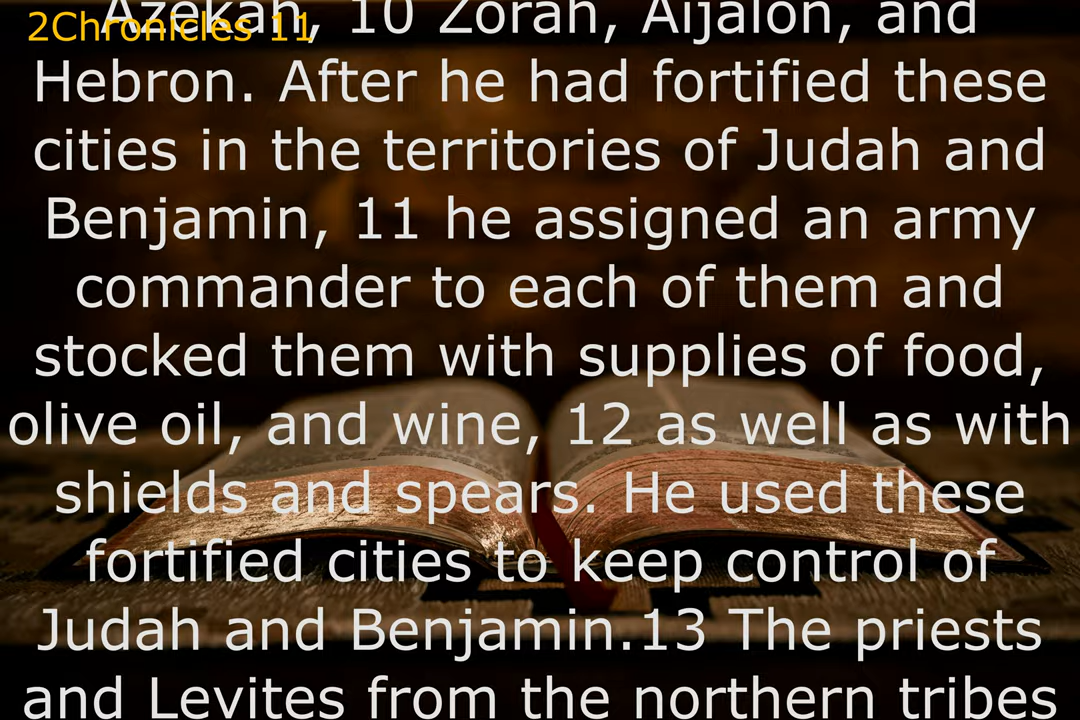 2Chronicles 11
Azekah, 10 Zorah, Aijalon, and
Hebron. After he had fortified these
cities in the territories of Judah and
Benjamin, 11 he assigned an army
commander to each of them and
stocked them with supplies of food,
olive oil, and wine, 12 as well as with
shields and spears. He used these
fortified cities to keep control of
Judah and Benjamin.13 The priests
and Levites from the northern tribes